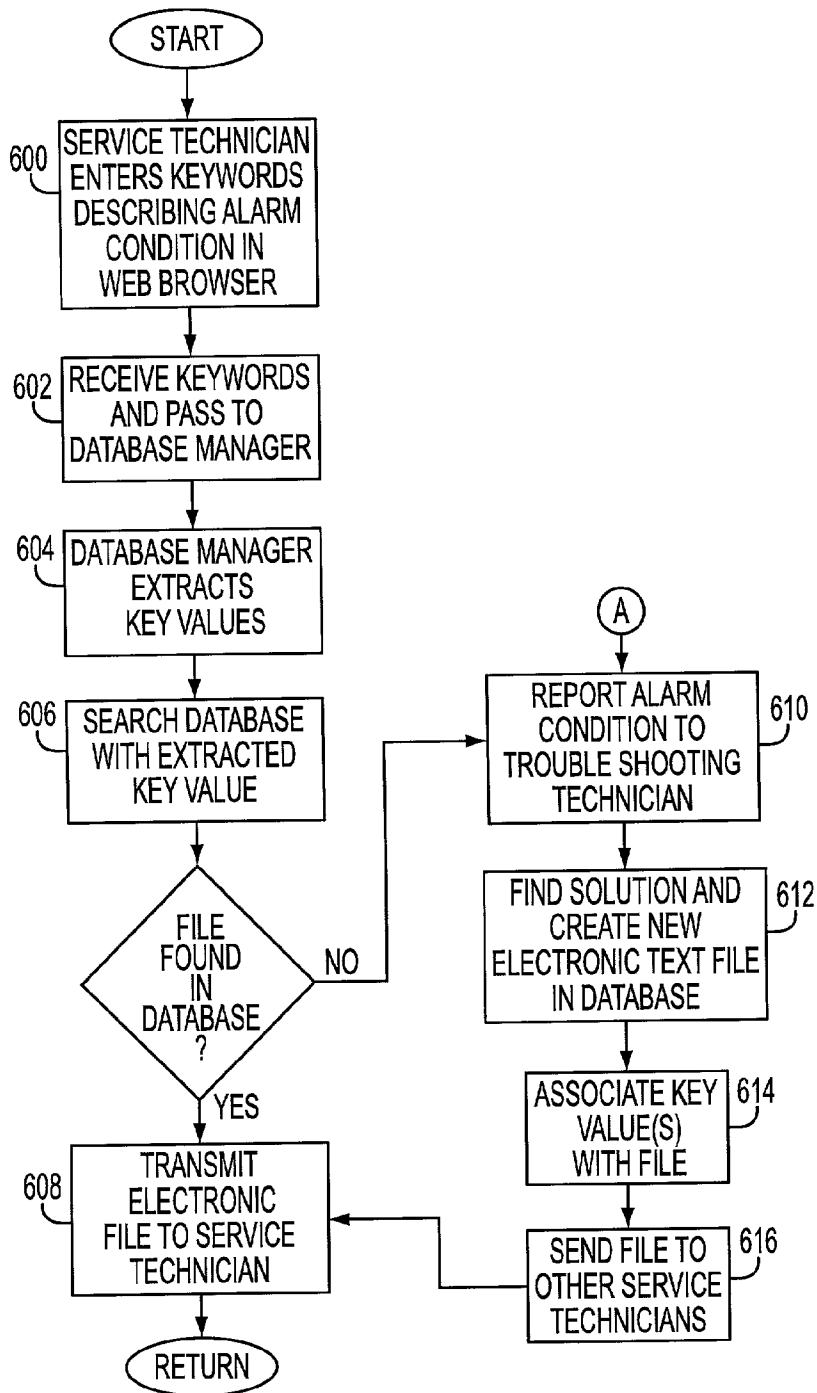 START
600
SERVICE TECHNICIAN
ENTERS KEYWORDS
DESCRIBING ALARM
CONDITION IN
WEB BROWSER
602
RECEIVE KEYWORDS
AND PASS TO
DATABASE MANAGER
604
DATABASE MANAGER
EXTRACTS
KEY VALUES
606
SEARCH DATABASE
WITH EXTRACTED
KEY VALUE
FILE
FOUND
IN
DATABASE
?
NO
YES
608
TRANSMIT
ELECTRONIC
FILE TO SERVICE
TECHNICIAN
RETURN
A
REPORT ALARM
CONDITION TO
TROUBLE SHOOTING
TECHNICIAN
610
FIND SOLUTION AND
CREATE NEW
ELECTRONIC TEXT FILE
IN DATABASE
612
ASSOCIATE KEY
VALUE(S)
WITH FILE
614
SEND FILE TO
OTHER SERVICE
TECHNICIANS
616